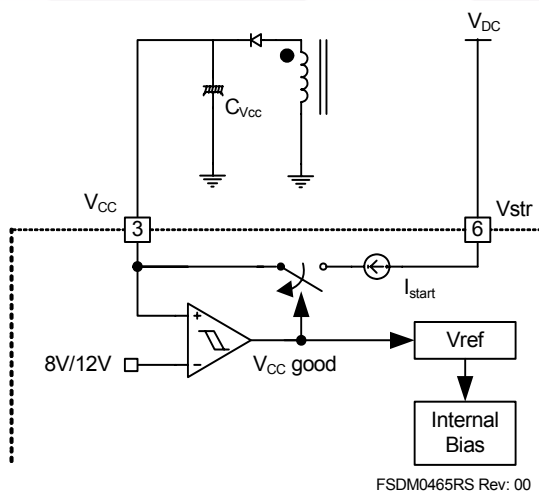 V_DC
C_Vcc
V_CC
3
6
Vstr
I_start
+
8V/12V
-
V_CC good
Vref
Internal
Bias
FSDM0465RS Rev: 00